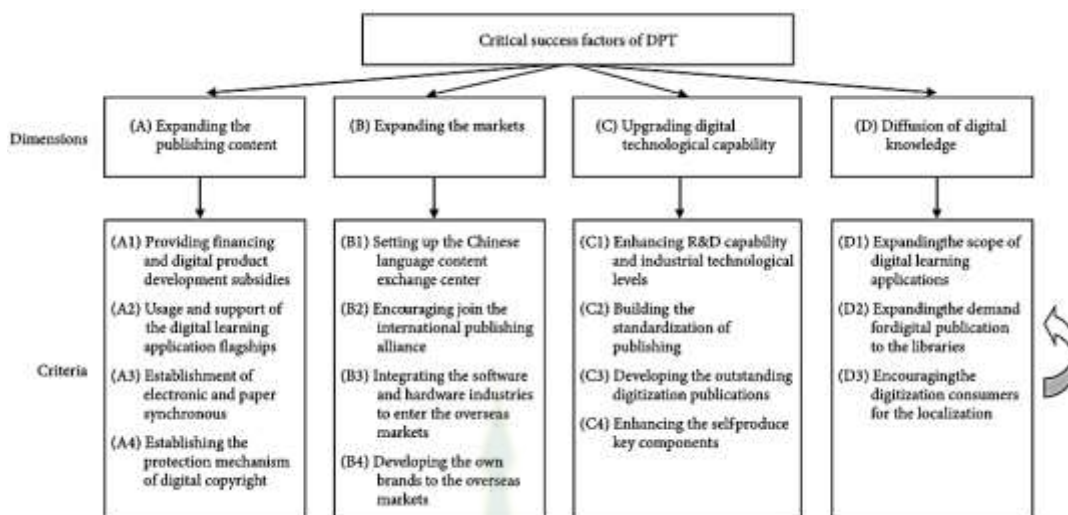 Critical success factors of DPT
Dimensions
(A) Expanding the
publishing content
(B) Expanding the markets
(C) Upgrading digital
technological capability
(D) Diffusion of digital
knowledge
Criteria
(A1) Providing financing
and digital product
development subsidies
(A2) Usage and support of
the digital learning
application flagships
(A3) Establishment of
electronic and paper
synchronous
(A4) Establishing the
protection mechanism
of digital copyright
(B1) Setting up the Chinese
language content
exchange center
(B2) Encouraging join the
international publishing
alliance
(B3) Integrating the software
and hardware industries
to enter the overseas
markets
(B4) Developing the own
brands to the overseas
markets
(C1) Enhancing R&D capability
and industrial technological
levels
(C2) Building the
standardization of
publishing
(C3) Developing the outstanding
digitization publications
(C4) Enhancing the selfproduce
key components
(D1) Expandingthe scope of
digital learning
applications
(D2) Expandingthe demand
fordigital publication
to the libraries
(D3) Encouragingthe
digitization consumers
for the localization